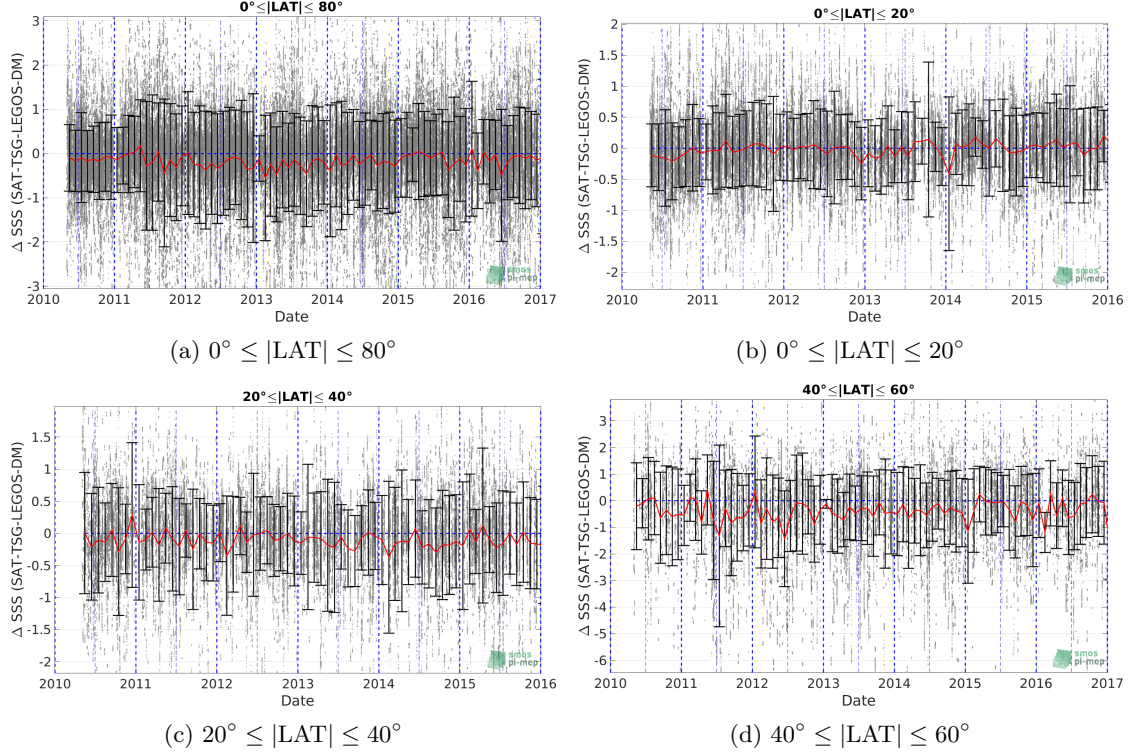 0°≤|LAT|≤ 80°
Δ SSS (SAT-TSG-LEGOS-DM)
3
2
1
0
-1
-2
-3
2010 2011 2012 2013 2014 2015 2016 2017
Date
smos
pi-mep
(a) 0° ≤ |LAT| ≤ 80°
0°≤|LAT|≤ 20°
Δ SSS (SAT-TSG-LEGOS-DM)
2
1.5
1
0.5
0
-0.5
-1
-1.5
-2
2010 2011 2012 2013 2014 2015 2016
Date
smos
pi-mep
(b) 0° ≤ |LAT| ≤ 20°
20°≤|LAT|≤ 40°
Δ SSS (SAT-TSG-LEGOS-DM)
1.5
1
0.5
0
-0.5
-1
-1.5
-2
2010 2011 2012 2013 2014 2015 2016
Date
smos
pi-mep
(c) 20° ≤ |LAT| ≤ 40°
40°≤|LAT|≤ 60°
Δ SSS (SAT-TSG-LEGOS-DM)
3
2
1
0
-1
-2
-3
-4
-5
-6
2010 2011 2012 2013 2014 2015 2016 2017
Date
smos
pi-mep
(d) 40° ≤ |LAT| ≤ 60°